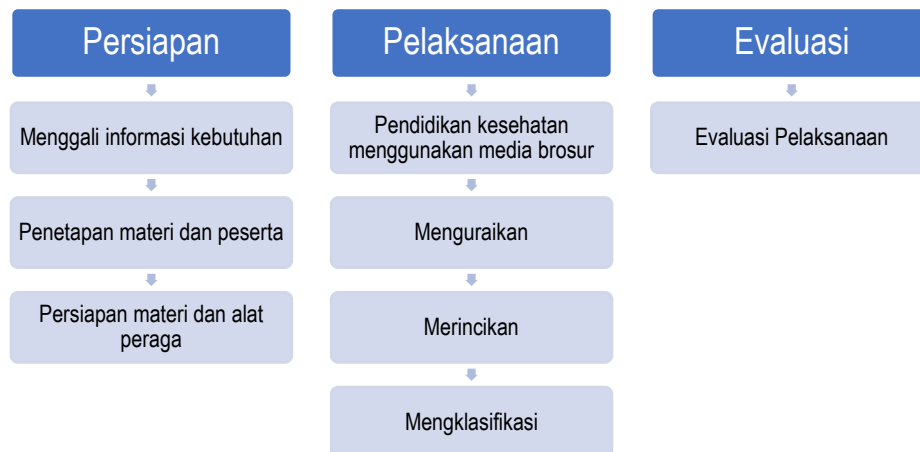 Persiapan
Menggali informasi kebutuhan
Penetapan materi dan peserta
Persiapan materi dan alat
peraga
Pelaksanaan
Pendidikan kesehatan
menggunakan media brosur
Menguraikan
Merincikan
Mengklasifikasi
Evaluasi
Evaluasi Pelaksanaan